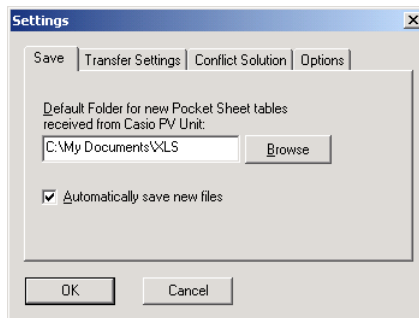 Settings
Save
Transfer Settings
Conflict Solution
Options
Default Folder for new Pocket Sheet tables
received from Casio PV Unit:
C:\My Documents\XLS
Browse
Automatically save new files
OK
Cancel